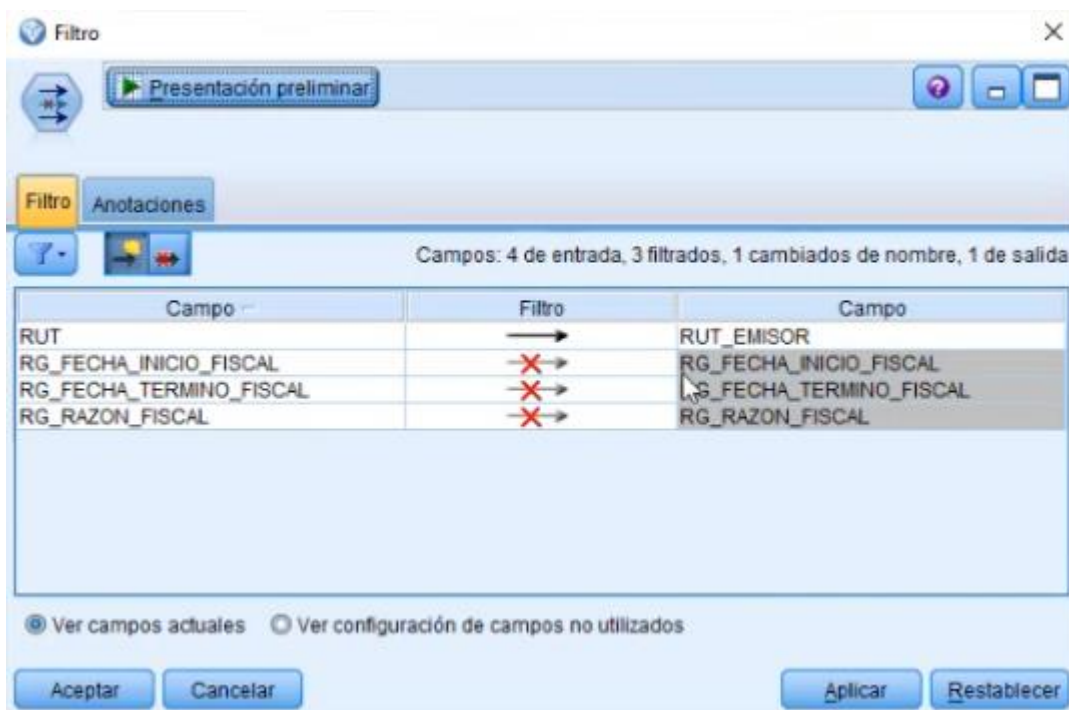 Filtro
Presentación preliminar
Filtro Anotaciones
Campos: 4 de entrada, 3 filtrados, 1 cambiados de nombre, 1 de salida
Campo Filtro Campo
RUT RUT_EMISOR
RG_FECHA_INICIO_FISCAL RG_FECHA_INICIO_FISCAL
RG_FECHA_TERMINO_FISCAL RG_FECHA_TERMINO_FISCAL
RG_RAZON_FISCAL RG_RAZON_FISCAL
Ver campos actuales Ver configuración de campos no utilizados
Aceptar Cancelar Aplicar Restablecer